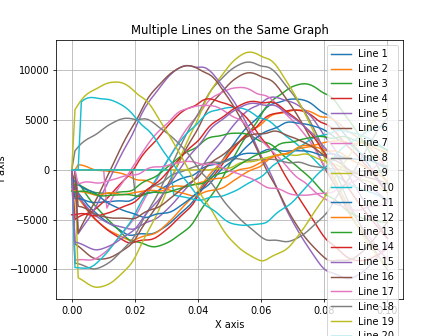 Multiple Lines on the Same Graph
10000
5000
0
−5000
−10000
axis
0.00
0.02
0.04
0.06
0.08
0.10
X axis
Line 1
Line 2
Line 3
Line 4
Line 5
Line 6
Line 7
Line 8
Line 9
Line 10
Line 11
Line 12
Line 13
Line 14
Line 15
Line 16
Line 17
Line 18
Line 19
Line 20